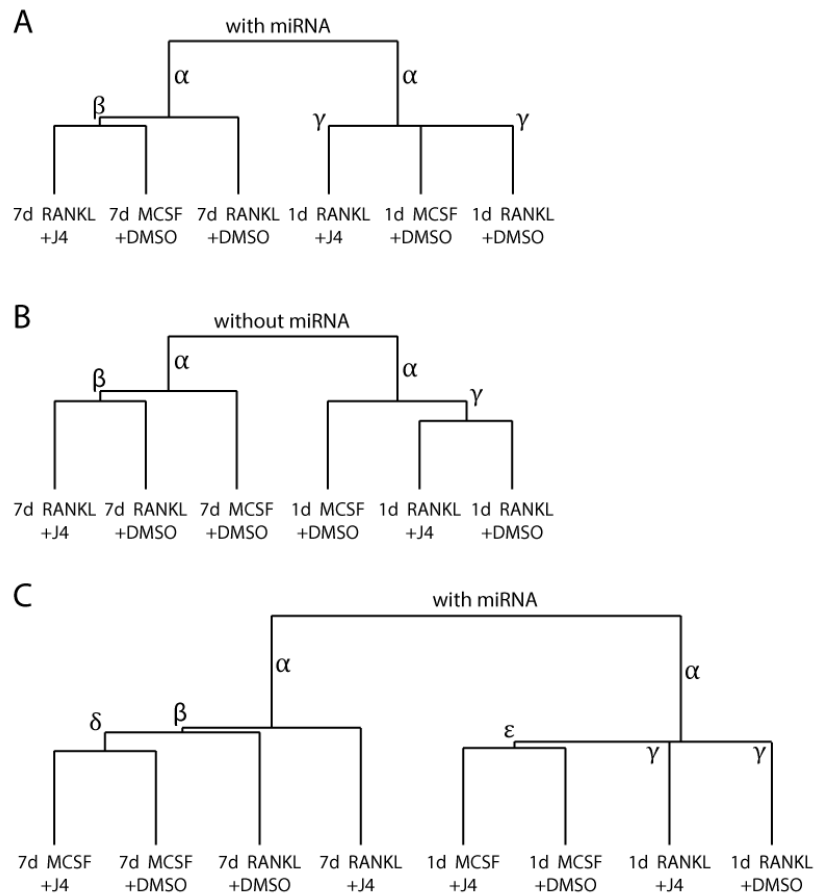 A
with miRNA
α
α
β
γ
γ
7d RANKL +J4
7d MCSF +DMSO
7d RANKL +DMSO
1d RANKL +J4
1d MCSF +DMSO
1d RANKL +DMSO
B
without miRNA
α
α
β
γ
7d RANKL +J4
7d RANKL +DMSO
7d MCSF +DMSO
1d MCSF +DMSO
1d RANKL +J4
1d RANKL +DMSO
C
with miRNA
α
α
δ
β
ε
γ
γ
7d MCSF +J4
7d MCSF +DMSO
7d RANKL +DMSO
7d RANKL +J4
1d MCSF +J4
1d MCSF +DMSO
1d RANKL +J4
1d RANKL +DMSO